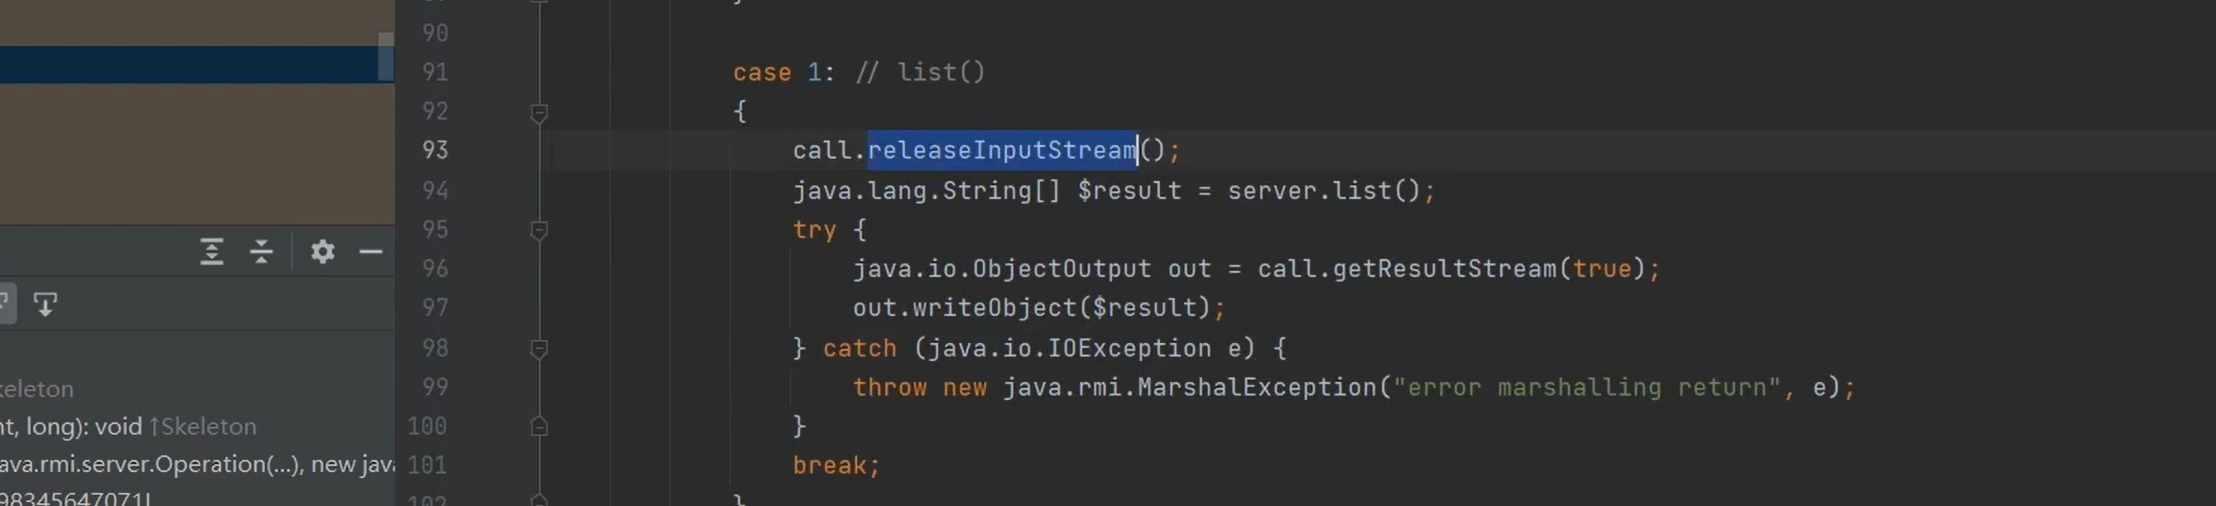 90
91 case 1: // list()
92 {
93 call.releaseInputStream();
94 java.lang.String[] $result = server.list();
95 try {
96 java.io.ObjectOutput out = call.getResultStream(true);
97 out.writeObject($result);
98 } catch (java.io.IOException e) {
99 throw new java.rmi.MarshalException("error marshalling return", e);
100 }
101 break;
102 }
keleton
nt, long): void ↑Skeleton
ava.rmi.server.Operation(...), new java
98345647071L